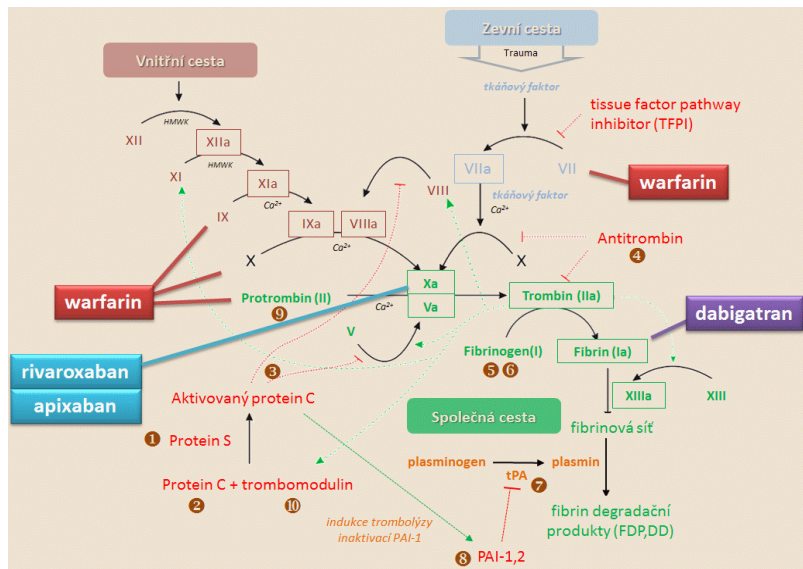 Zevní cesta
Trauma
Vnitřní cesta
tkáňový faktor
HMWK
XII
XIIa
HMWK
XI
XIa
Ca2+
IX
IXa
VIIIa
Ca2+
X
VIII
VIIa
VII
tissue factor pathway
inhibitor (TFPI)
warfarin
tkáňový faktor
Ca2+
X
Antitrombin
4
warfarin
Protrombin (II)
9
Ca2+
Xa
Va
V
Trombin (IIa)
dabigatran
Fibrinogen(I)
5 6
Fibrin (Ia)
XIIIa
XIII
rivaroxaban
apixaban
3
Aktivovaný protein C
1 Protein S
Protein C + trombomodulin
2
10
Společná cesta
fibrinová síť
plasminogen
plasmin
tPA
7
indukce trombolýzy
inaktivací PAI-1
8 PAI-1,2
fibrin degradační
produkty (FDP,DD)